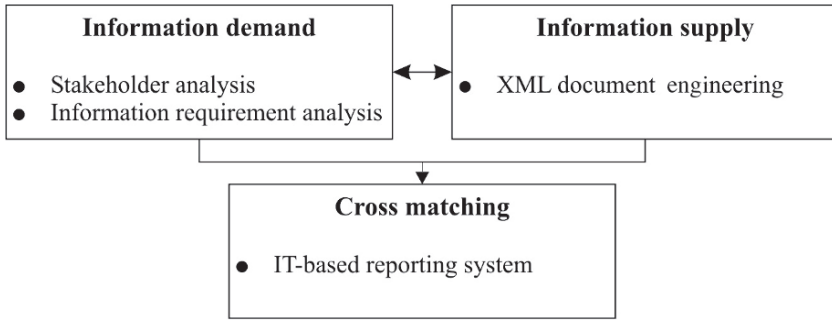 Information demand
● Stakeholder analysis
● Information requirement analysis
Information supply
● XML document engineering
Cross matching
● IT-based reporting system